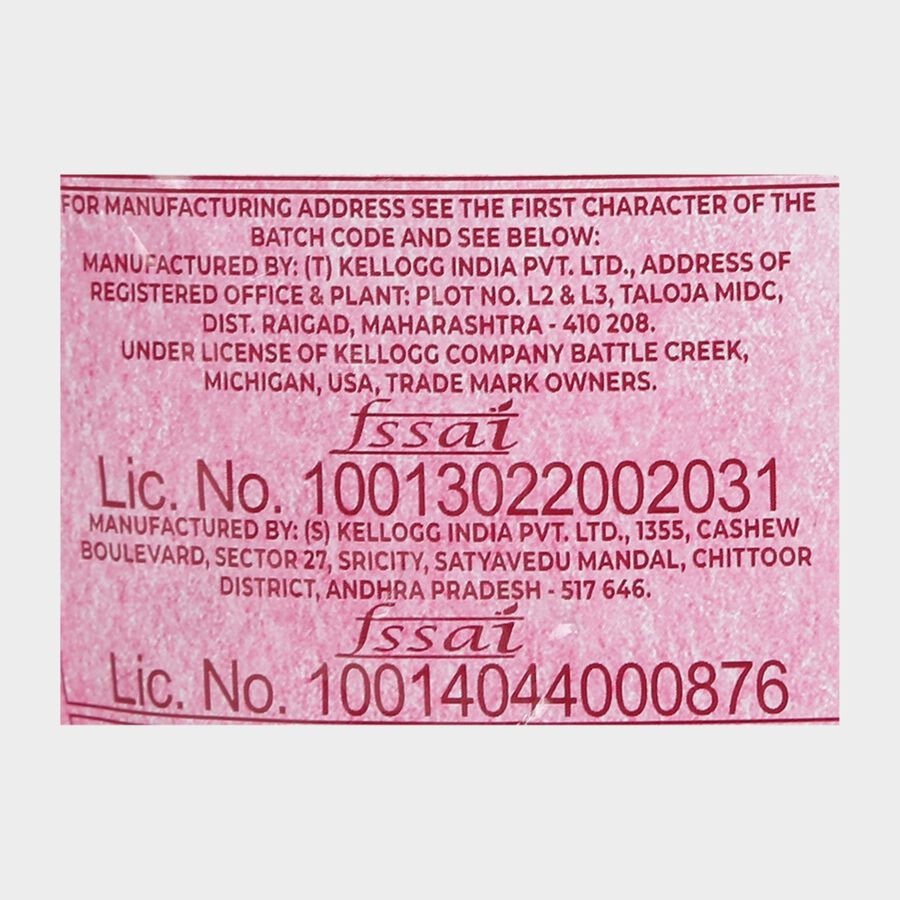 FOR MANUFACTURING ADDRESS SEE THE FIRST CHARACTER OF THE
BATCH CODE AND SEE BELOW:
MANUFACTURED BY: (T) KELLOGG INDIA PVT. LTD., ADDRESS OF
REGISTERED OFFICE & PLANT: PLOT NO. L2 & L3, TALOJA MIDC,
DIST. RAIGAD, MAHARASHTRA - 410 208.
UNDER LICENSE OF KELLOGG COMPANY BATTLE CREEK,
MICHIGAN, USA, TRADE MARK OWNERS.
fssai
Lic. No. 10013022002031
MANUFACTURED BY: (S) KELLOGG INDIA PVT. LTD., 1355, CASHEW
BOULEVARD, SECTOR 27, SRICITY, SATYAVEDU MANDAL, CHITTOOR
DISTRICT, ANDHRA PRADESH - 517 646.
fssai
Lic. No. 10014044000876